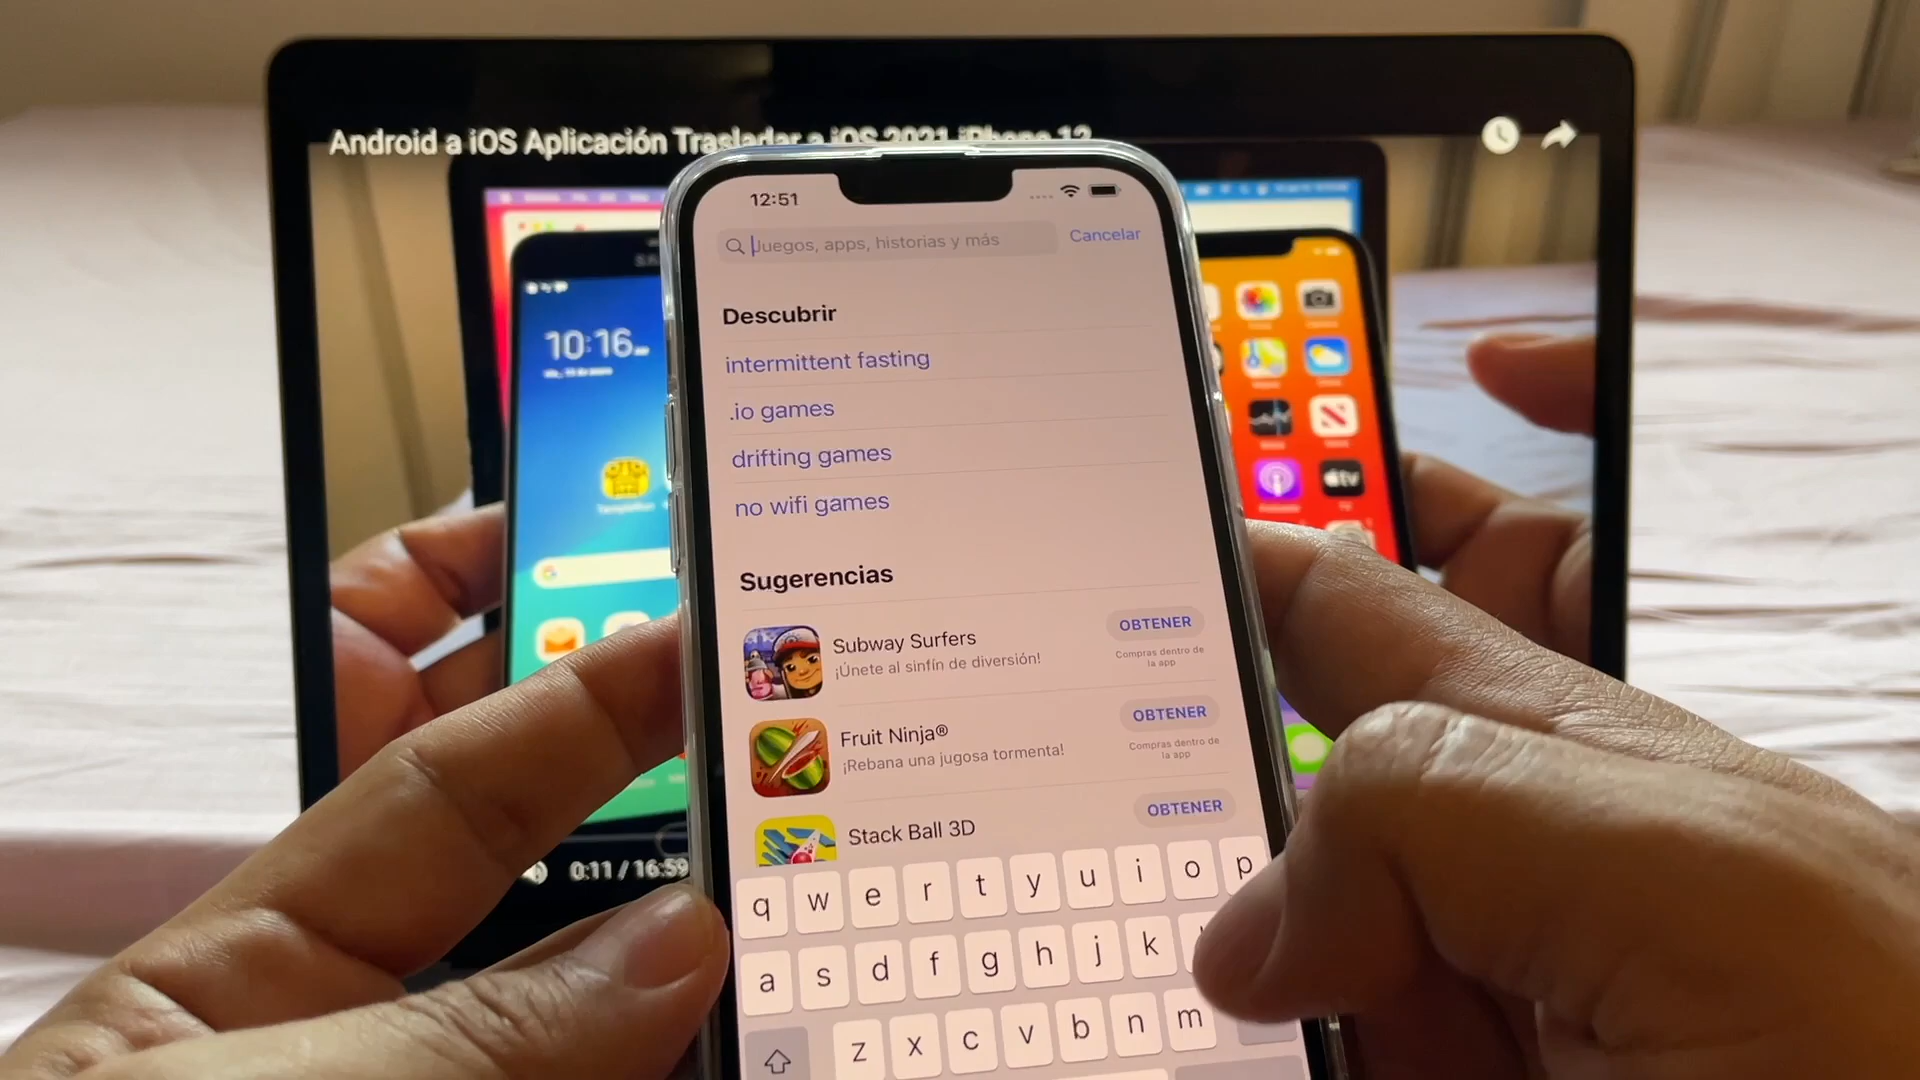 Android a iOS Aplicación Trasladar a iOS 2021 iPhone 12
12:51
Juegos, apps, historias y más
Cancelar
Descubrir
intermittent fasting
.io games
drifting games
no wifi games
Sugerencias
Subway Surfers
¡Únete al sinfín de diversión!
OBTENER
Compras dentro de
la app
Fruit Ninja®
¡Rebana una jugosa tormenta!
OBTENER
Compras dentro de
la app
Stack Ball 3D
OBTENER
q w e r t y u i o p
a s d f g h j k
z x c v b n m
10:16
tv
0:11 / 16:59